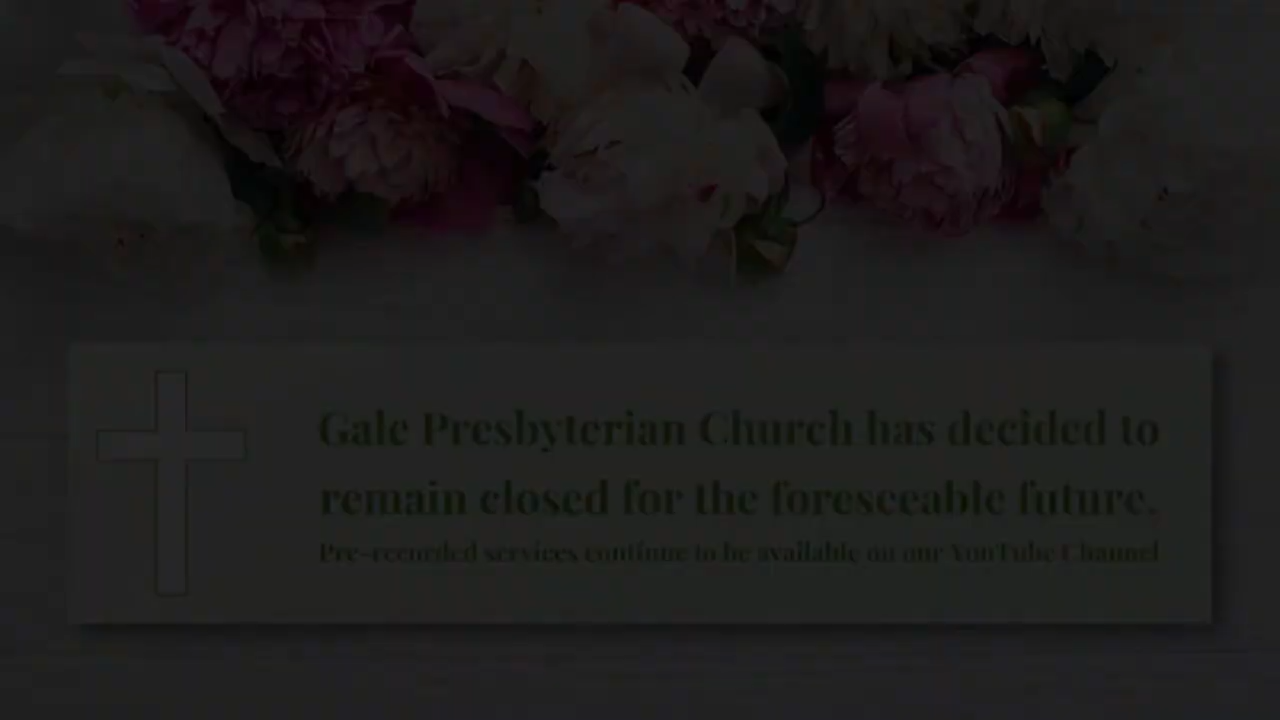 Gale Presbyterian Church has decided to
remain closed for the foreseeable future.
Pre-recorded services continue to be available on our YouTube Channel